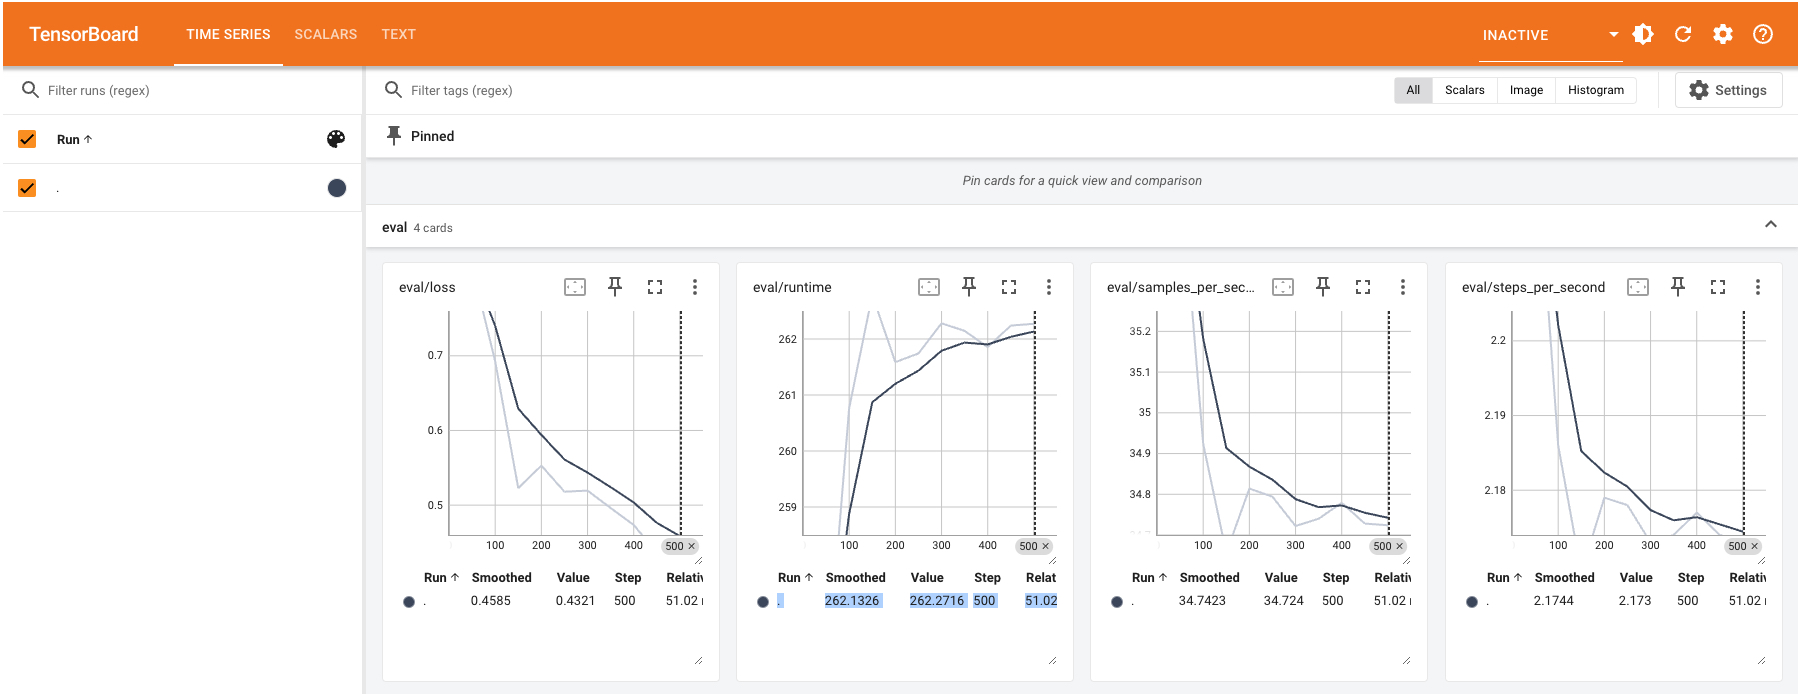 TensorBoard TIME SERIES SCALARS TEXT INACTIVE
Filter runs (regex)
Filter tags (regex) All Scalars Image Histogram Settings
Run ↑
Pinned
.
Pin cards for a quick view and comparison
eval 4 cards
eval/loss
0.7
0.6
0.5
100 200 300 400 500 ×
Run ↑ Smoothed Value Step Relativ
. 0.4585 0.4321 500 51.02
eval/runtime
262
261
260
259
100 200 300 400 500 ×
Run ↑ Smoothed Value Step Relat
. 262.1326 262.2716 500 51.02
eval/samples_per_sec...
35.2
35.1
35
34.9
34.8
100 200 300 400 500 ×
Run ↑ Smoothed Value Step Relativ
. 34.7423 34.724 500 51.02
eval/steps_per_second
2.2
2.19
2.18
100 200 300 400 500 ×
Run ↑ Smoothed Value Step Relativ
. 2.1744 2.173 500 51.02